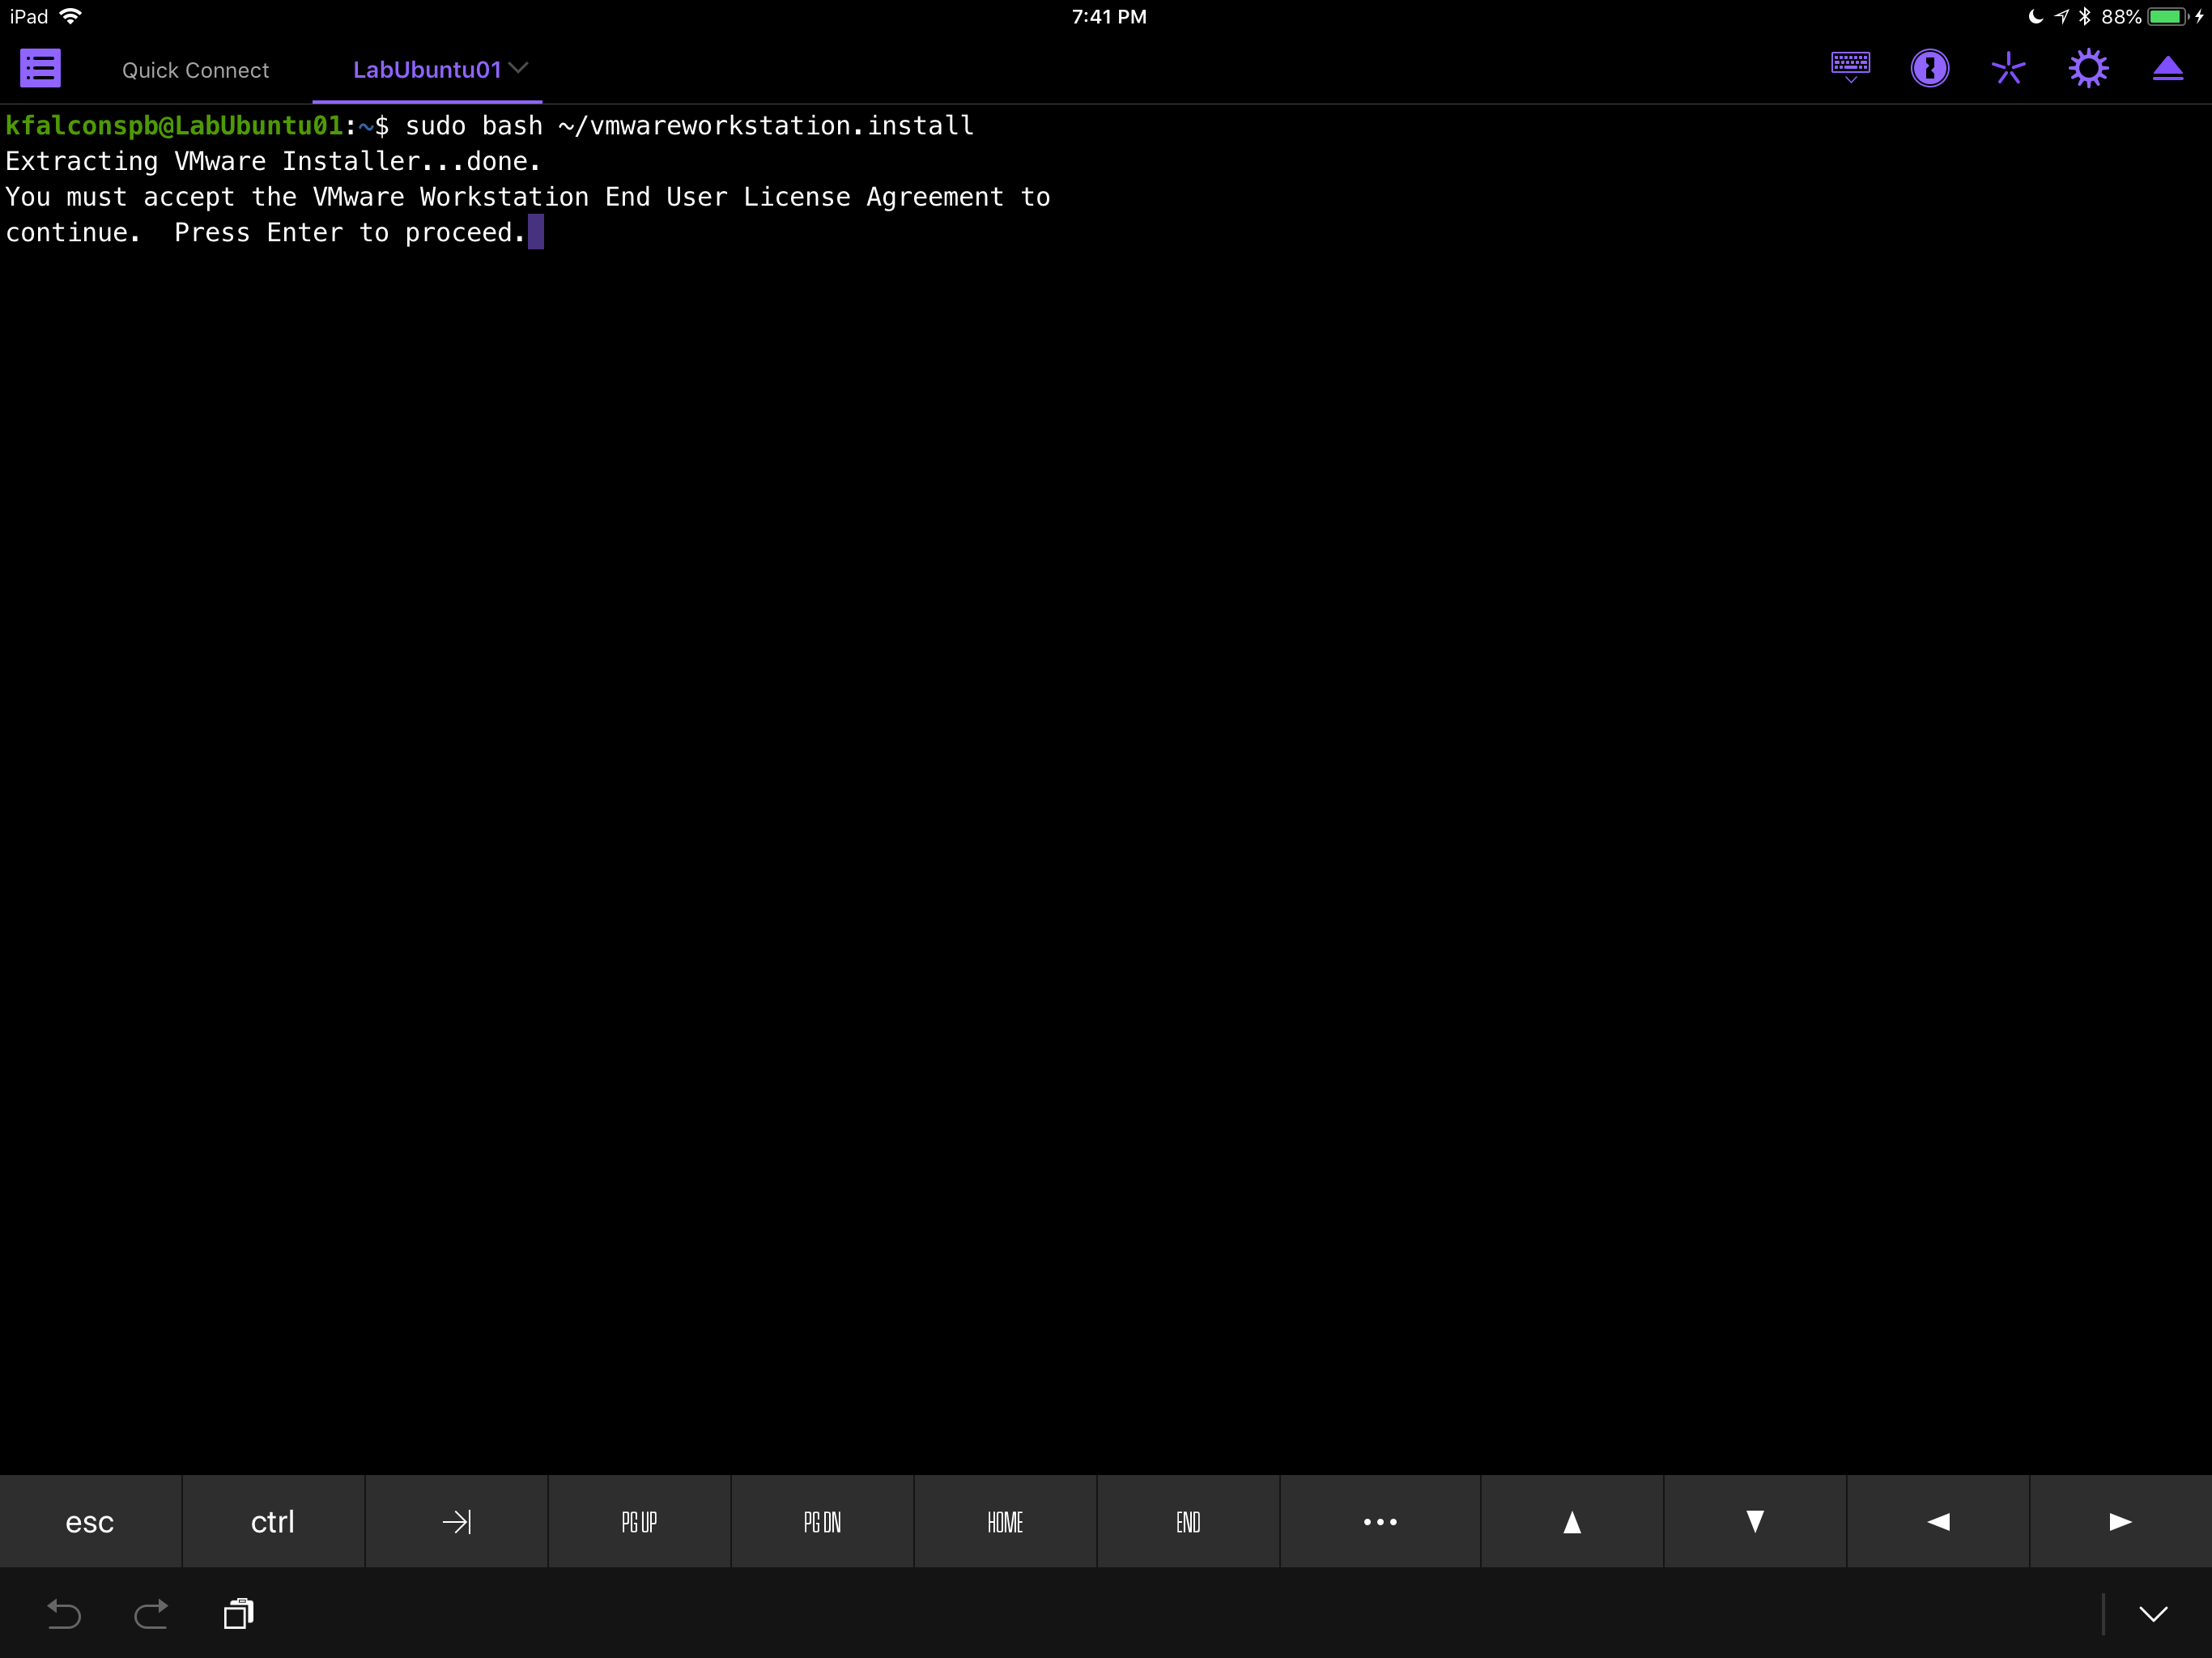 iPad 7:41 PM 88%
Quick Connect LabUbuntu01
kfalconspb@LabUbuntu01:~$ sudo bash ~/vmwareworkstation.install
Extracting VMware Installer...done.
You must accept the VMware Workstation End User License Agreement to
continue.  Press Enter to proceed.
esc ctrl PG UP PG DN HOME END